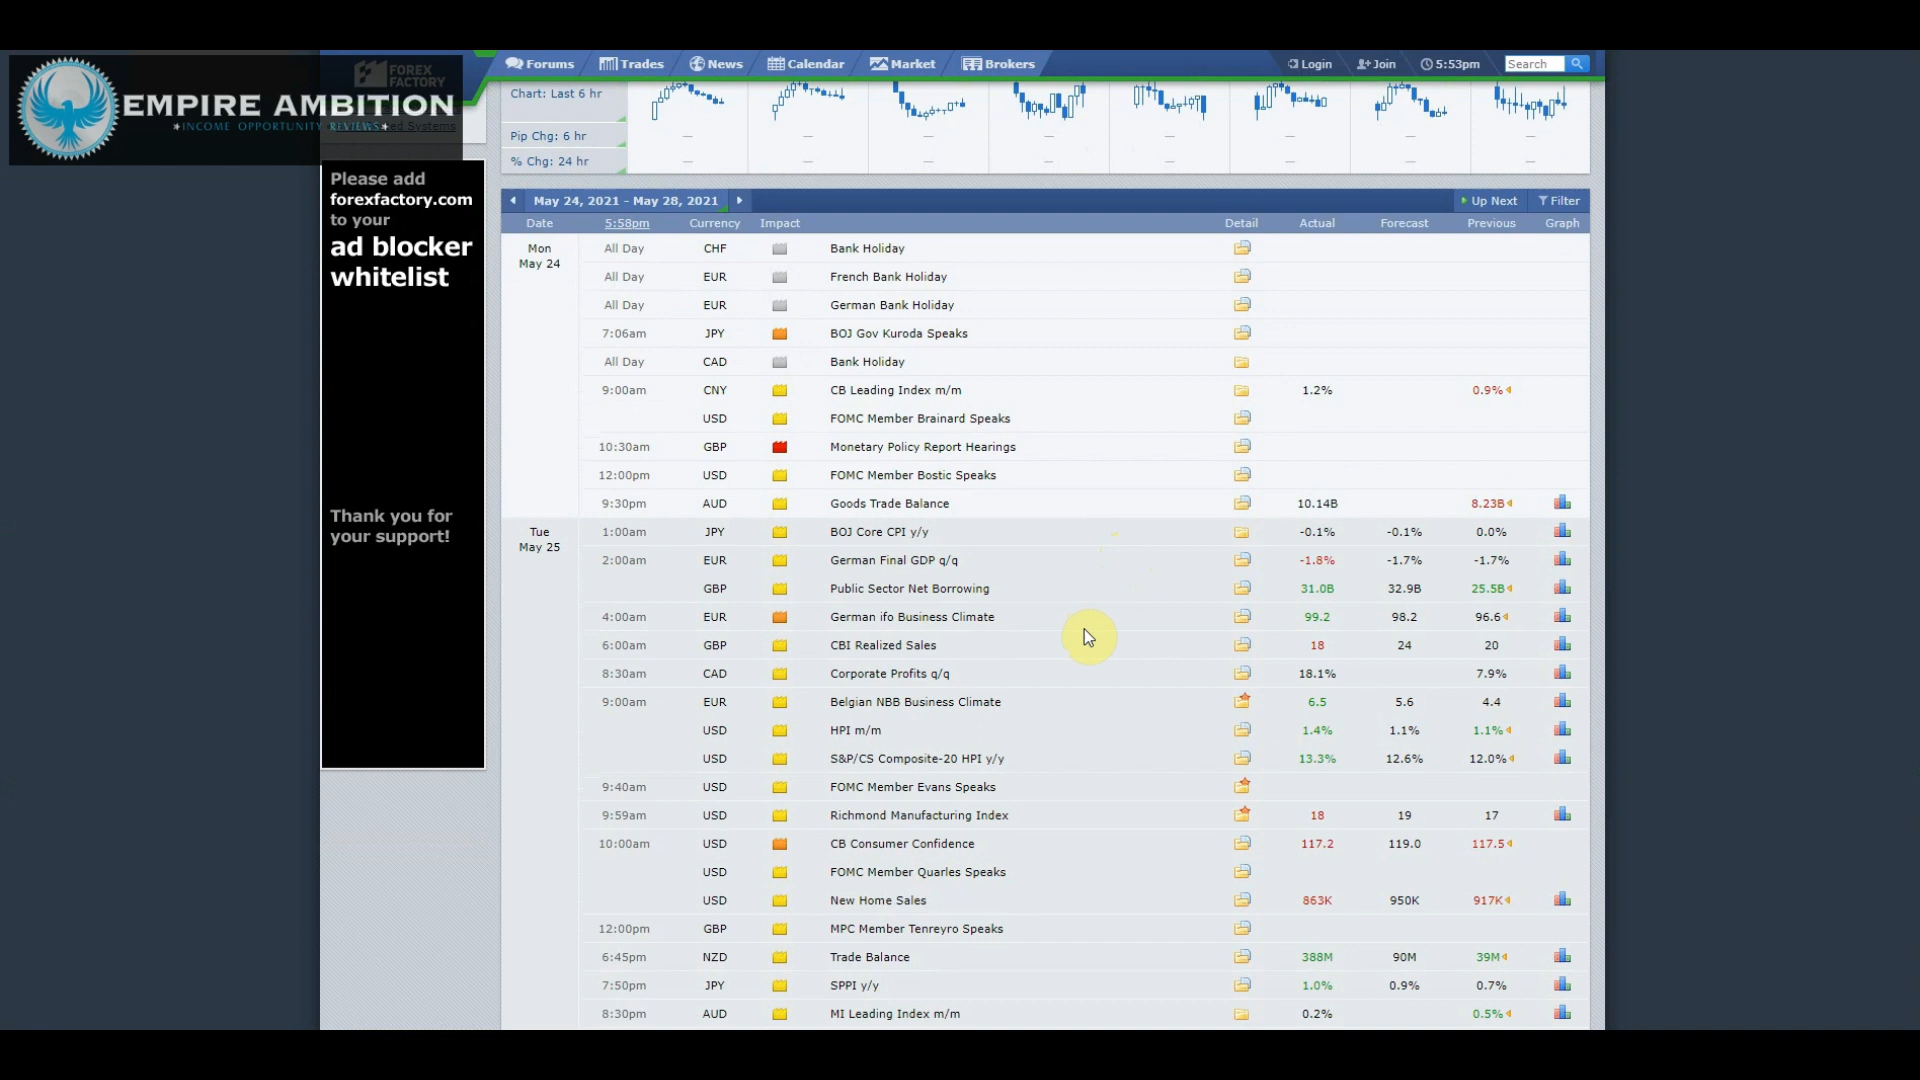 FOREX FACTORY
EMPIRE AMBITION
INCOME OPPORTUNITY REVIEWS
Systems
Forums Trades News Calendar Market Brokers Login Join 5:53pm Search
Chart: Last 6 hr
Pip Chg: 6 hr — — — — — — — —
% Chg: 24 hr — — — — — — — —
Please add
forexfactory.com
to your
ad blocker
whitelist
Thank you for
your support!
May 24, 2021 - May 28, 2021 Up Next Filter
Date 5:58pm Currency Impact Detail Actual Forecast Previous Graph
Mon May 24 All Day CHF Bank Holiday
All Day EUR French Bank Holiday
All Day EUR German Bank Holiday
7:06am JPY BOJ Gov Kuroda Speaks
All Day CAD Bank Holiday
9:00am CNY CB Leading Index m/m 1.2% 0.9%
USD FOMC Member Brainard Speaks
10:30am GBP Monetary Policy Report Hearings
12:00pm USD FOMC Member Bostic Speaks
9:30pm AUD Goods Trade Balance 10.14B 8.23B
Tue May 25 1:00am JPY BOJ Core CPI y/y -0.1% -0.1% 0.0%
2:00am EUR German Final GDP q/q -1.8% -1.7% -1.7%
GBP Public Sector Net Borrowing 31.0B 32.9B 25.5B
4:00am EUR German ifo Business Climate 99.2 98.2 96.6
6:00am GBP CBI Realized Sales 18 24 20
8:30am CAD Corporate Profits q/q 18.1% 7.9%
9:00am EUR Belgian NBB Business Climate 6.5 5.6 4.4
USD HPI m/m 1.4% 1.1% 1.1%
USD S&P/CS Composite-20 HPI y/y 13.3% 12.6% 12.0%
9:40am USD FOMC Member Evans Speaks
9:59am USD Richmond Manufacturing Index 18 19 17
10:00am USD CB Consumer Confidence 117.2 119.0 117.5
USD FOMC Member Quarles Speaks
USD New Home Sales 863K 950K 917K
12:00pm GBP MPC Member Tenreyro Speaks
6:45pm NZD Trade Balance 388M 90M 39M
7:50pm JPY SPPI y/y 1.0% 0.9% 0.7%
8:30pm AUD MI Leading Index m/m 0.2% 0.5%